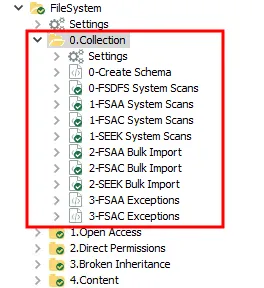 FileSystem
Settings
0.Collection
Settings
0-Create Schema
0-FSDFS System Scans
1-FSAA System Scans
1-FSAC System Scans
1-SEEK System Scans
2-FSAA Bulk Import
2-FSAC Bulk Import
2-SEEK Bulk Import
3-FSAA Exceptions
3-FSAC Exceptions
1.Open Access
2.Direct Permissions
3.Broken Inheritance
4.Content